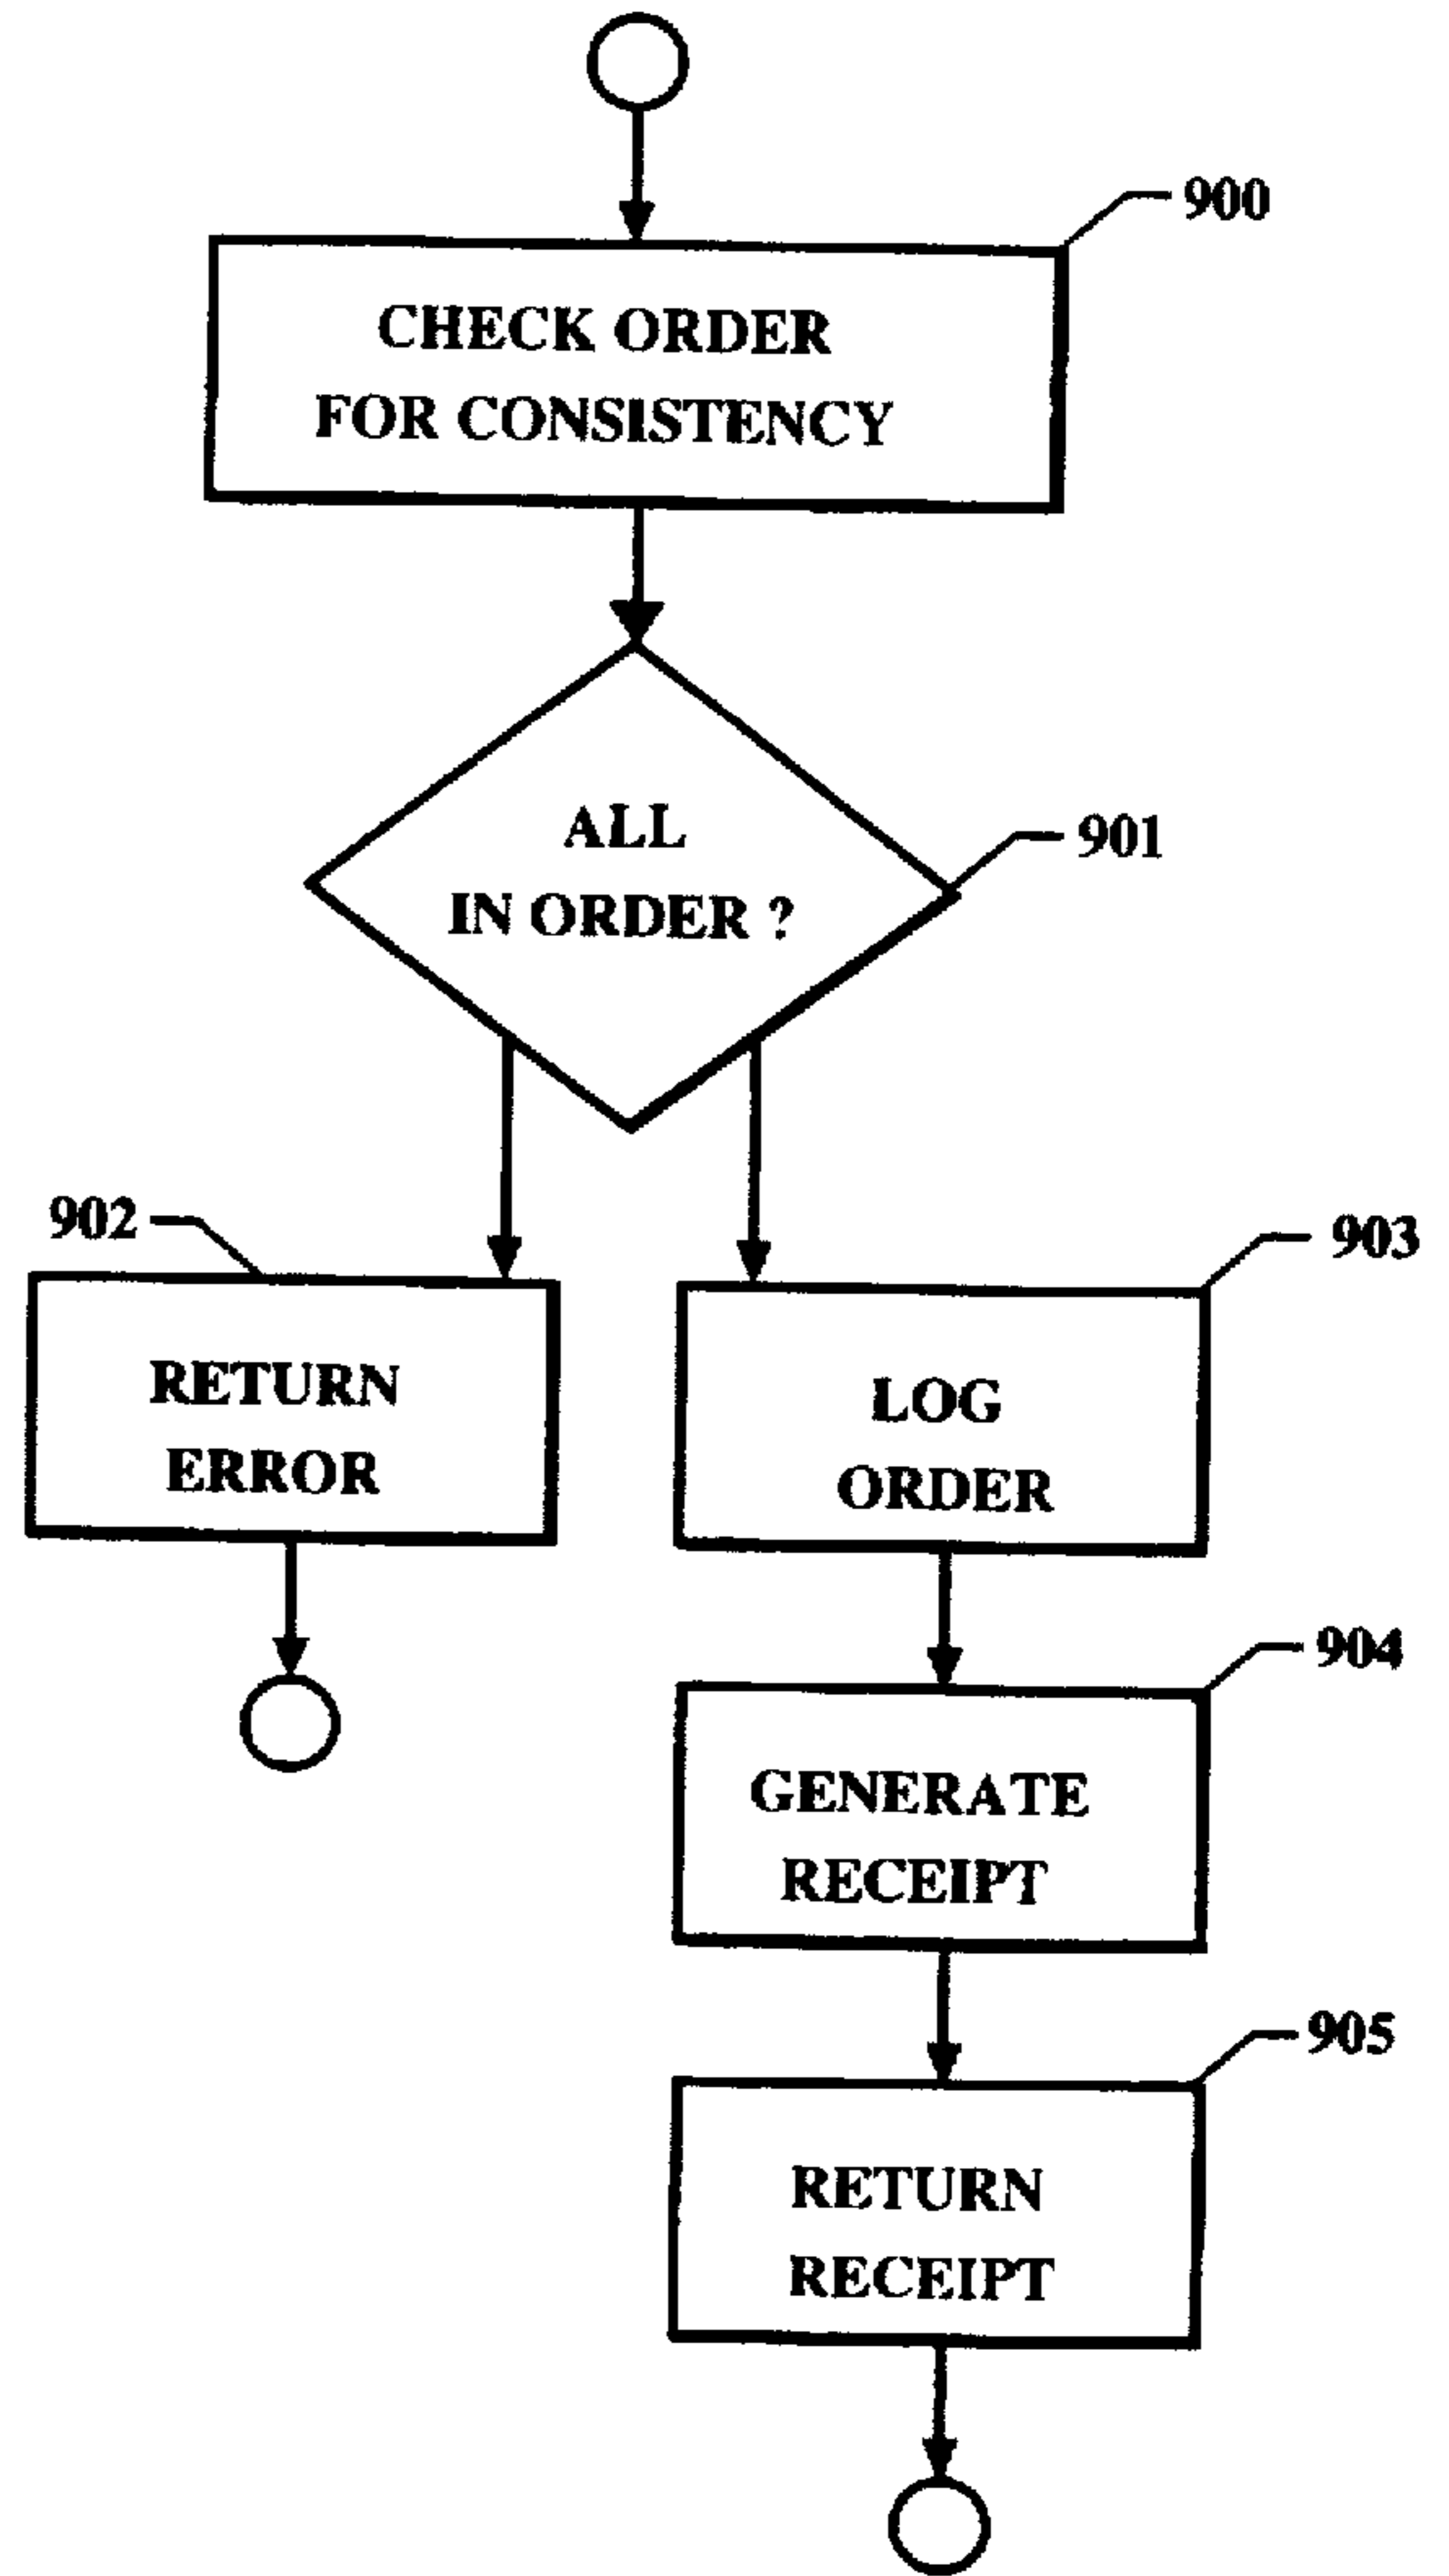 900
CHECK ORDER
FOR CONSISTENCY
ALL
IN ORDER ?
901
902
RETURN
ERROR
903
LOG
ORDER
904
GENERATE
RECEIPT
905
RETURN
RECEIPT